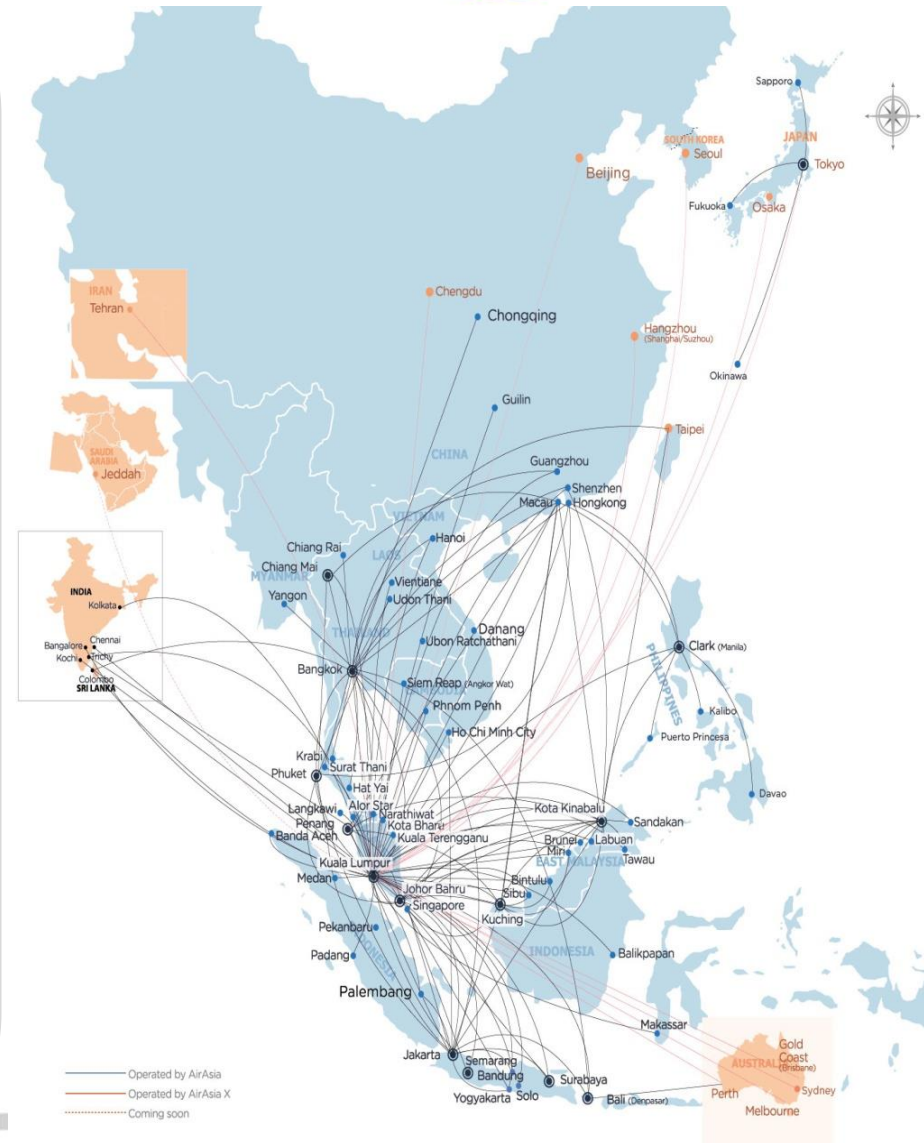 Sapporo
JAPAN
SOUTH KOREA
Seoul
Tokyo
Beijing
Fukuoka
Osaka
IRAN
Tehran
Chengdu
Chongqing
Hangzhou
(Shanghai/Suzhou)
Okinawa
Guilin
Taipei
CHINA
SAUDI
ARABIA
Jeddah
Guangzhou
Shenzhen
Macau
Hongkong
VIETNAM
Hanoi
Chiang Rai
LAOS
Chiang Mai
MYANMAR
Vientiane
Yangon
Udon Thani
INDIA
Kolkata
THAILAND
Danang
Ubon Ratchathani
Bangalore
Chennai
Kochi
Trichy
Colombo
SRI LANKA
Clark (Manila)
PHILIPPINES
Bangkok
Siem Reap (Angkor Wat)
CAMBODIA
Phnom Penh
Kalibo
Ho Chi Minh City
Puerto Princesa
Krabi
Surat Thani
Phuket
Hat Yai
Davao
Langkawi
Alor Star
Narathiwat
Kota Kinabalu
Penang
Kota Bharu
Sandakan
Banda Aceh
Kuala Terengganu
Brunei
Labuan
Miri
Tawau
EAST MALAYSIA
Kuala Lumpur
Medan
Johor Bahru
Bintulu
Singapore
Sibu
Kuching
Pekanbaru
INDONESIA
INDONESIA
Balikpapan
Padang
Palembang
Makassar
Jakarta
Semarang
Bandung
Surabaya
Yogyakarta
Solo
Bali (Denpasar)
Gold
Coast
(Brisbane)
AUSTRALIA
Perth
Sydney
Melbourne
Operated by AirAsia
Operated by AirAsia X
Coming soon